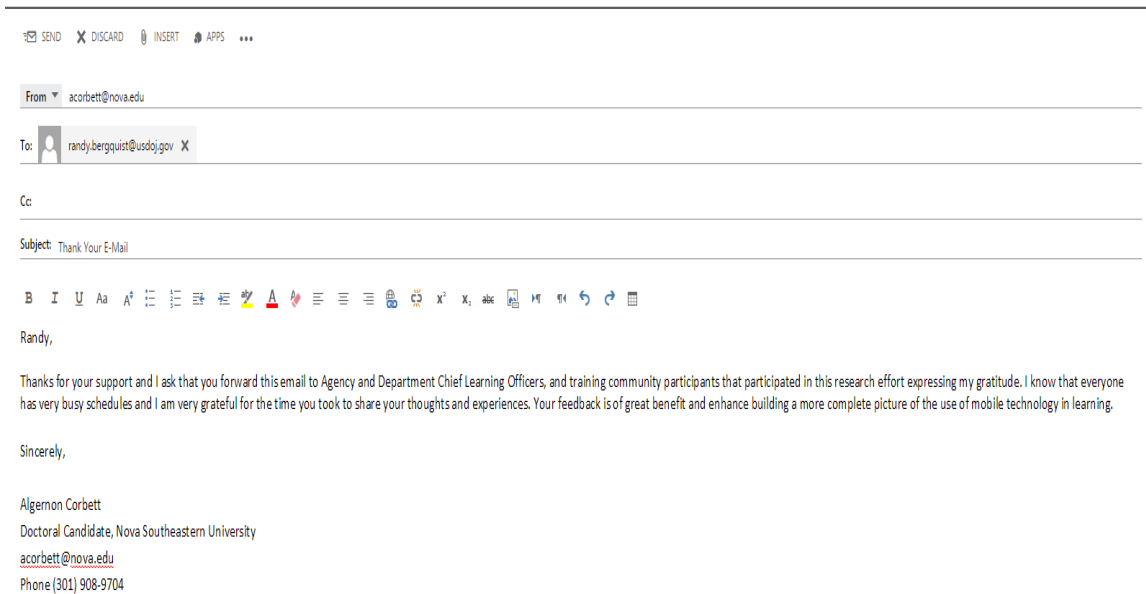 SEND DISCARD INSERT APPS •••
From acorbett@nova.edu
To: randy.bergquist@usdoj.gov X
Cc:
Subject: Thank Your E-Mail
B I U Aa A abc x² x₂ abc
Randy,
Thanks for your support and I ask that you forward this email to Agency and Department Chief Learning Officers, and training community participants that participated in this research effort expressing my gratitude. I know that everyone
has very busy schedules and I am very grateful for the time you took to share your thoughts and experiences. Your feedback is of great benefit and enhance building a more complete picture of the use of mobile technology in learning.
Sincerely,
Algernon Corbett
Doctoral Candidate, Nova Southeastern University
acorbett@nova.edu
Phone (301) 908-9704